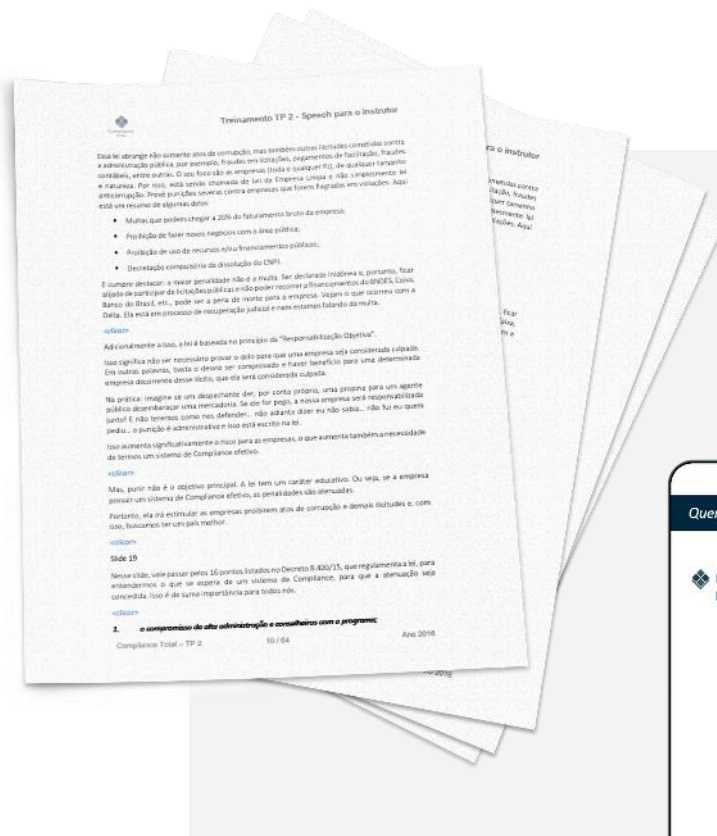 Treinamento TP 2 - Speech para o Instrutor
Essa lei abrange não somente atos de corrupção, mas também outras ilicitudes cometidas contra
a administração pública, por exemplo, fraudes em licitações, pagamentos de facilitação, fraudes
contábeis, entre outras. O seu foco são as empresas (toda e qualquer PJ), de qualquer tamanho
e natureza. Por isso, está sendo chamada de Lei da Empresa Limpa e não simplesmente lei
anticorrupção. Prevê punições severas contra empresas que forem flagradas em violações. Aqui
está um resumo de algumas delas:
• Multas que podem chegar a 20% do faturamento bruto da empresa;
• Proibição de fazer novos negócios com a área pública;
• Proibição de uso de recursos e/ou financiamentos públicos;
• Decretação compulsória da dissolução do CNPJ.
E cumpre destacar: a maior penalidade não é a multa. Ser declarada inidônea e, portanto, ficar
alijada de participar de licitações públicas e não poder recorrer a financiamentos do BNDES, Caixa,
Banco do Brasil, etc., pode ser a pena de morte para a empresa. Vejam o que ocorreu com a
Delta. Ela está em processo de recuperação judicial e nem estamos falando da multa.
<clicar>
Adicionalmente a isso, a lei é baseada no princípio da "Responsabilização Objetiva".
Isso significa não ser necessário provar o dolo para que uma empresa seja considerada culpada.
Em outras palavras, basta o desvio ser comprovado e haver benefício para uma determinada
empresa decorrente desse ilícito, que ela será considerada culpada.
Na prática: imagine se um despachante der, por conta própria, uma propina para um agente
público desembaraçar uma mercadoria. Se ele for pego, a nossa empresa será responsabilizada
junto! E não teremos como nos defender... não adianta dizer eu não sabia... não fui eu quem
pediu... a punição é administrativa e isso está escrito na lei.
Isso aumenta significativamente o risco para as empresas, o que aumenta também a necessidade
de termos um sistema de Compliance efetivo.
<clicar>
Mas, punir não é o objetivo principal. A lei tem um caráter educativo. Ou seja, se a empresa
possuir um sistema de Compliance efetivo, as penalidades são atenuadas.
Portanto, ela irá estimular as empresas proibirem atos de corrupção e demais ilicitudes e, com
isso, buscamos ter um país melhor.
<clicar>
Slide 19
Nesse slide, vale passar pelos 16 pontos listados no Decreto 8.420/15, que regulamenta a lei, para
entendermos o que se espera de um sistema de Compliance, para que a atenuação seja
concedida. Isso é de suma importância para todos nós.
<clicar>
1. o compromisso da alta administração e conselheiros com o programa;
Compliance Total – TP 2 10 / 64 Ano 2016
ra o Instrutor
Quer